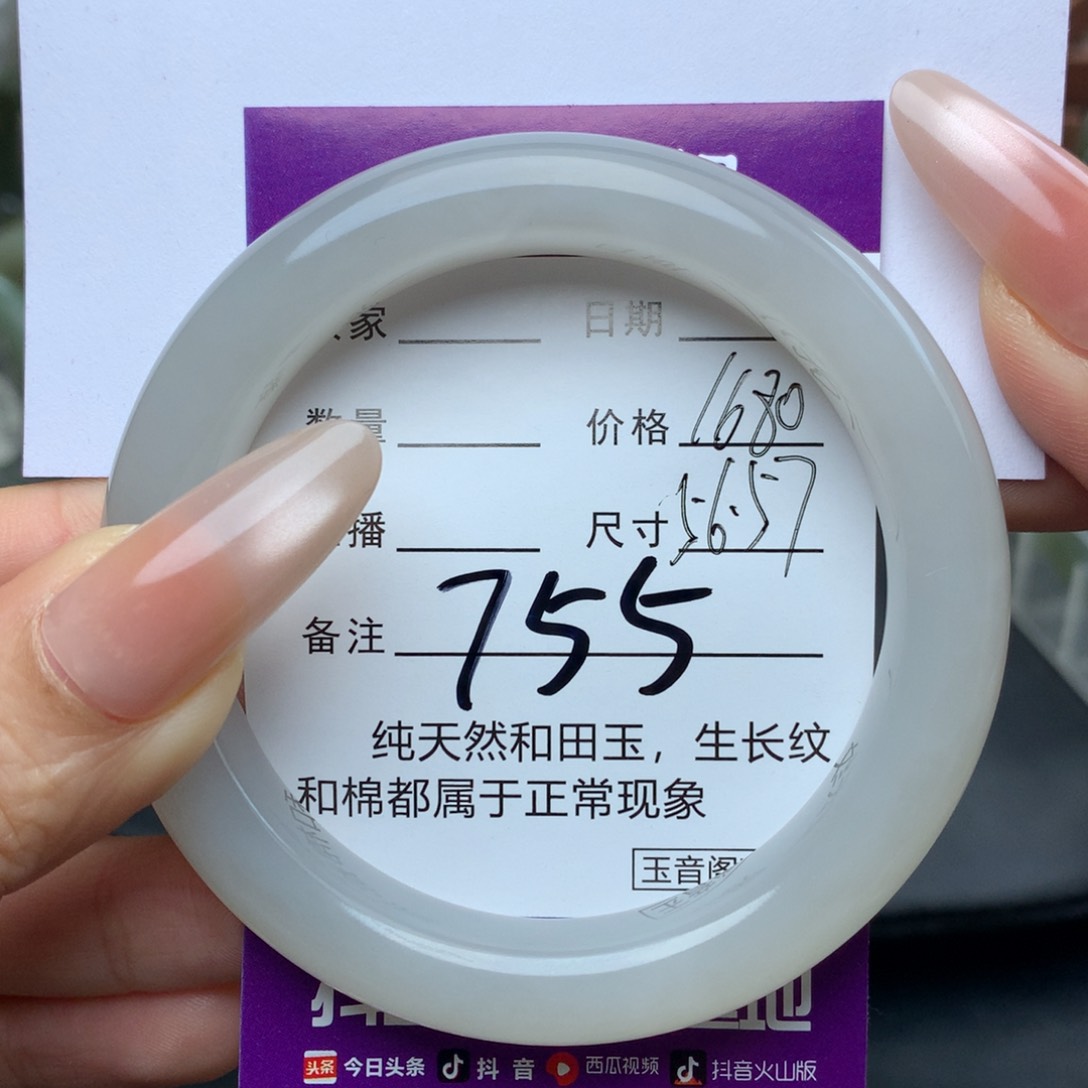 家 日期
数量 价格 1680
播 尺寸 56.57
备注 755
纯天然和田玉，生长纹
和棉都属于正常现象
玉音阁
头条 今日头条 抖音 西瓜视频 抖音火山版